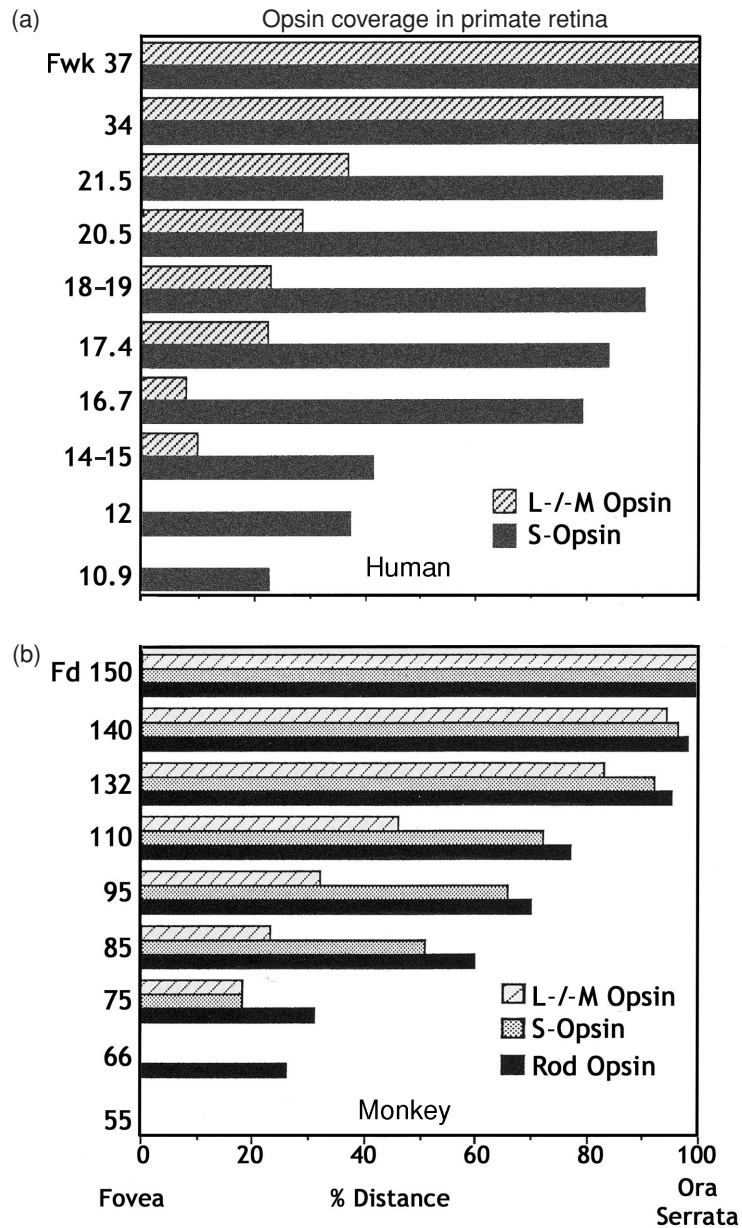 Opsin coverage in primate retina
(a)
Fwk 37
34
21.5
20.5
18–19
17.4
16.7
14–15
12
10.9
L-/-M Opsin
S-Opsin
Human
(b)
Fd 150
140
132
110
95
85
75
66
55
L-/-M Opsin
S-Opsin
Rod Opsin
Monkey
0 20 40 60 80 100
Fovea % Distance Ora
Serrata